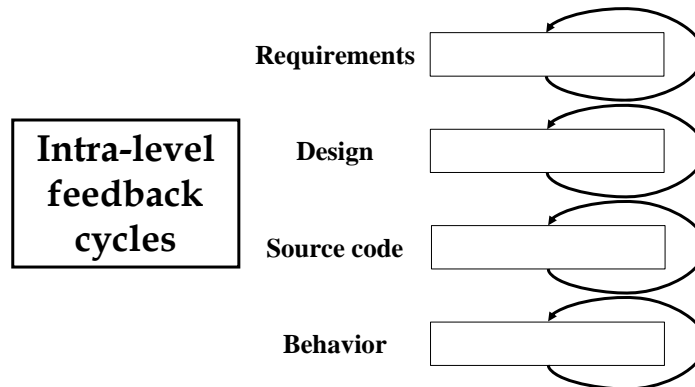 Requirements
Intra-level
feedback
cycles
Design
Source code
Behavior